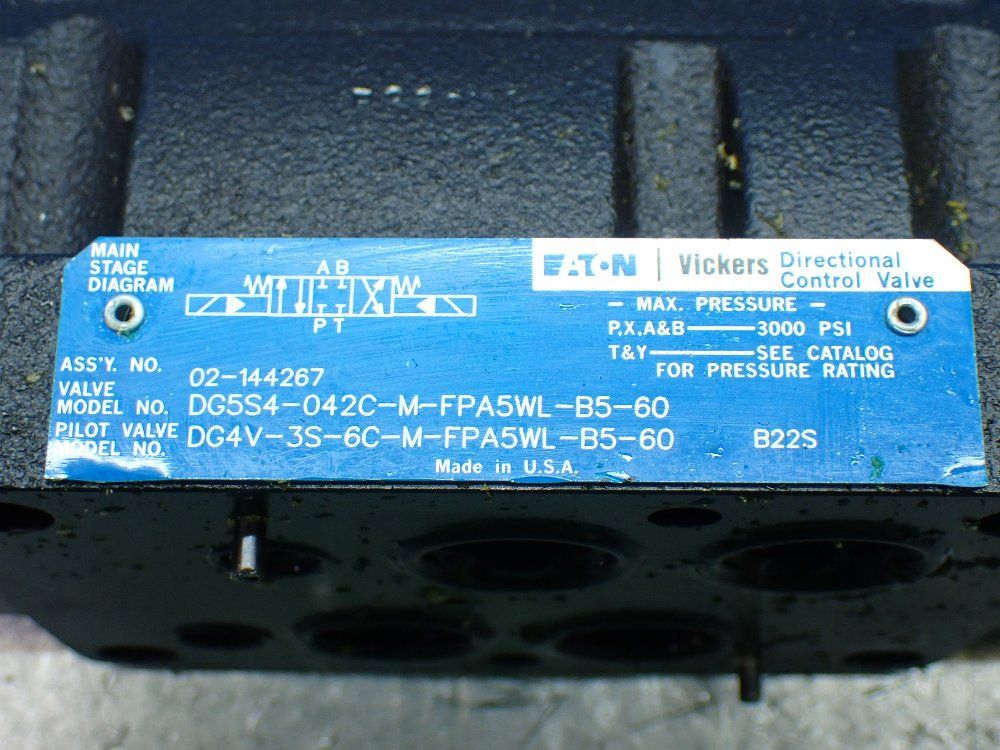 MAIN
STAGE
DIAGRAM
A B
P T
EATON | Vickers Directional
Control Valve
— MAX. PRESSURE —
P,X,A&B——3000 PSI
T&Y——SEE CATALOG
FOR PRESSURE RATING
ASS'Y. NO. 02-144267
VALVE
MODEL NO. DG5S4-042C-M-FPA5WL-B5-60
PILOT VALVE
MODEL NO. DG4V-3S-6C-M-FPA5WL-B5-60 B22S
Made in U.S.A.